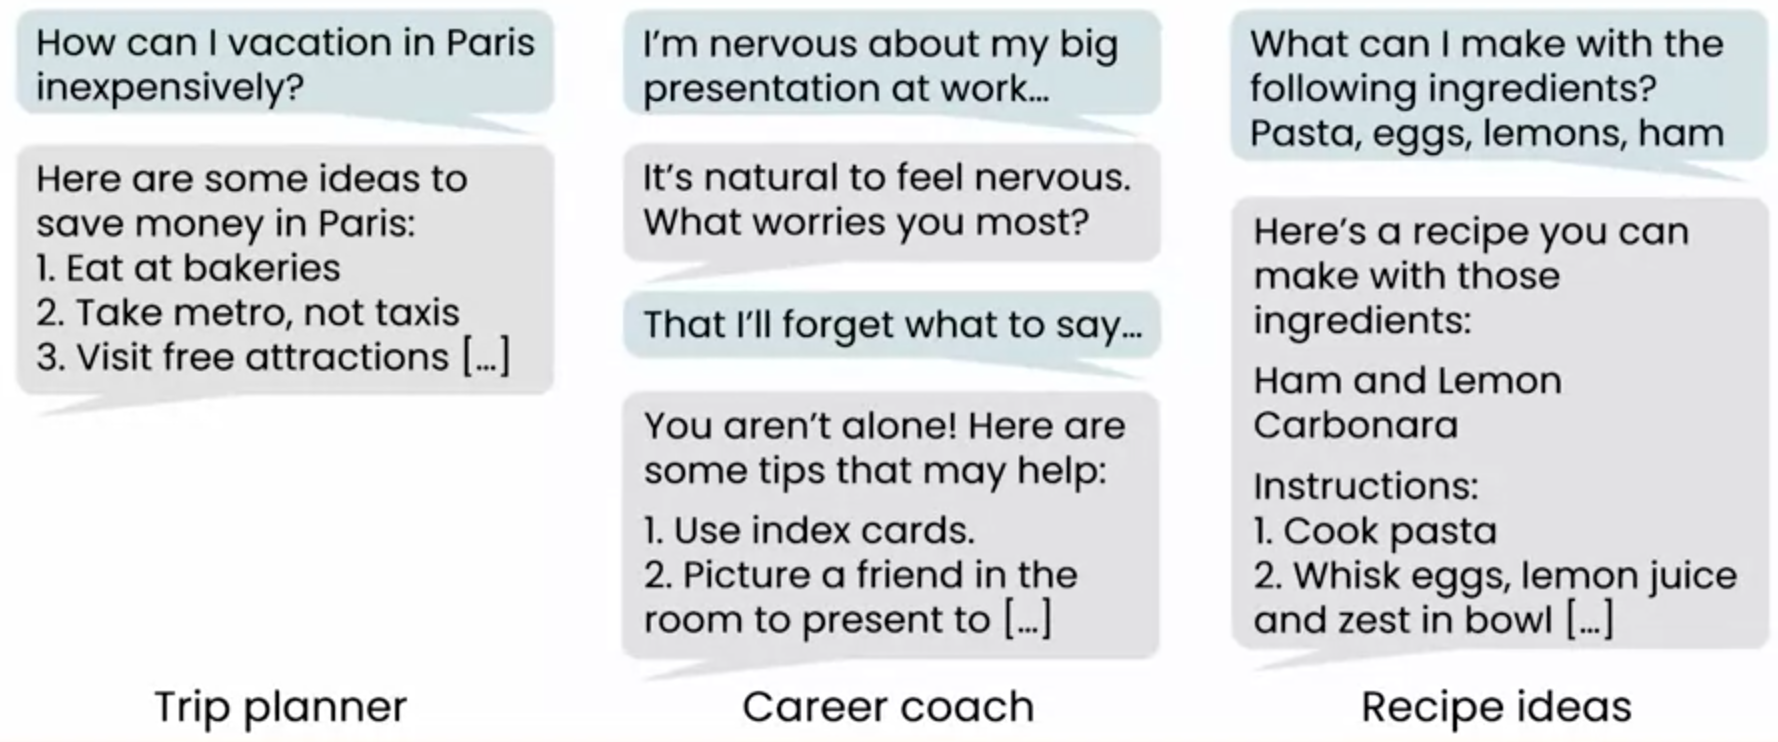 How can I vacation in Paris
inexpensively?
Here are some ideas to
save money in Paris:
1. Eat at bakeries
2. Take metro, not taxis
3. Visit free attractions [...]
Trip planner
I'm nervous about my big
presentation at work...
It's natural to feel nervous.
What worries you most?
That I'll forget what to say...
You aren't alone! Here are
some tips that may help:
1. Use index cards.
2. Picture a friend in the
room to present to [...]
Career coach
What can I make with the
following ingredients?
Pasta, eggs, lemons, ham
Here's a recipe you can
make with those
ingredients:
Ham and Lemon
Carbonara
Instructions:
1. Cook pasta
2. Whisk eggs, lemon juice
and zest in bowl [...]
Recipe ideas